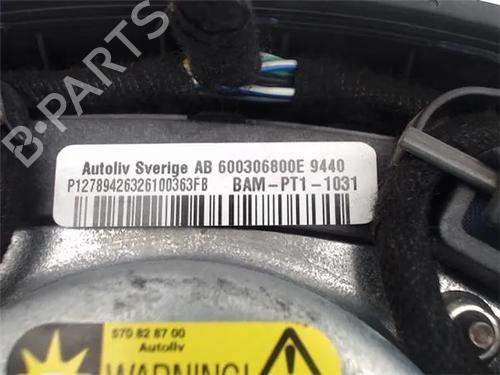 Autoliv Sverige AB 600306800E 9440
P12789426326100363FB BAM-PT1-1031
570 82 87 00
Autoliv
WARNING!
B-PARTS